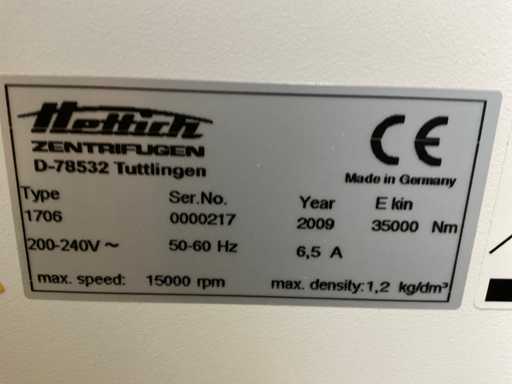 Hettich
ZENTRIFUGEN
D-78532 Tuttlingen
CE
Made in Germany
Type Ser.No. Year E kin
1706 0000217 2009 35000 Nm
200-240V ~ 50-60 Hz 6,5 A
max. speed: 15000 rpm max. density: 1,2 kg/dm³